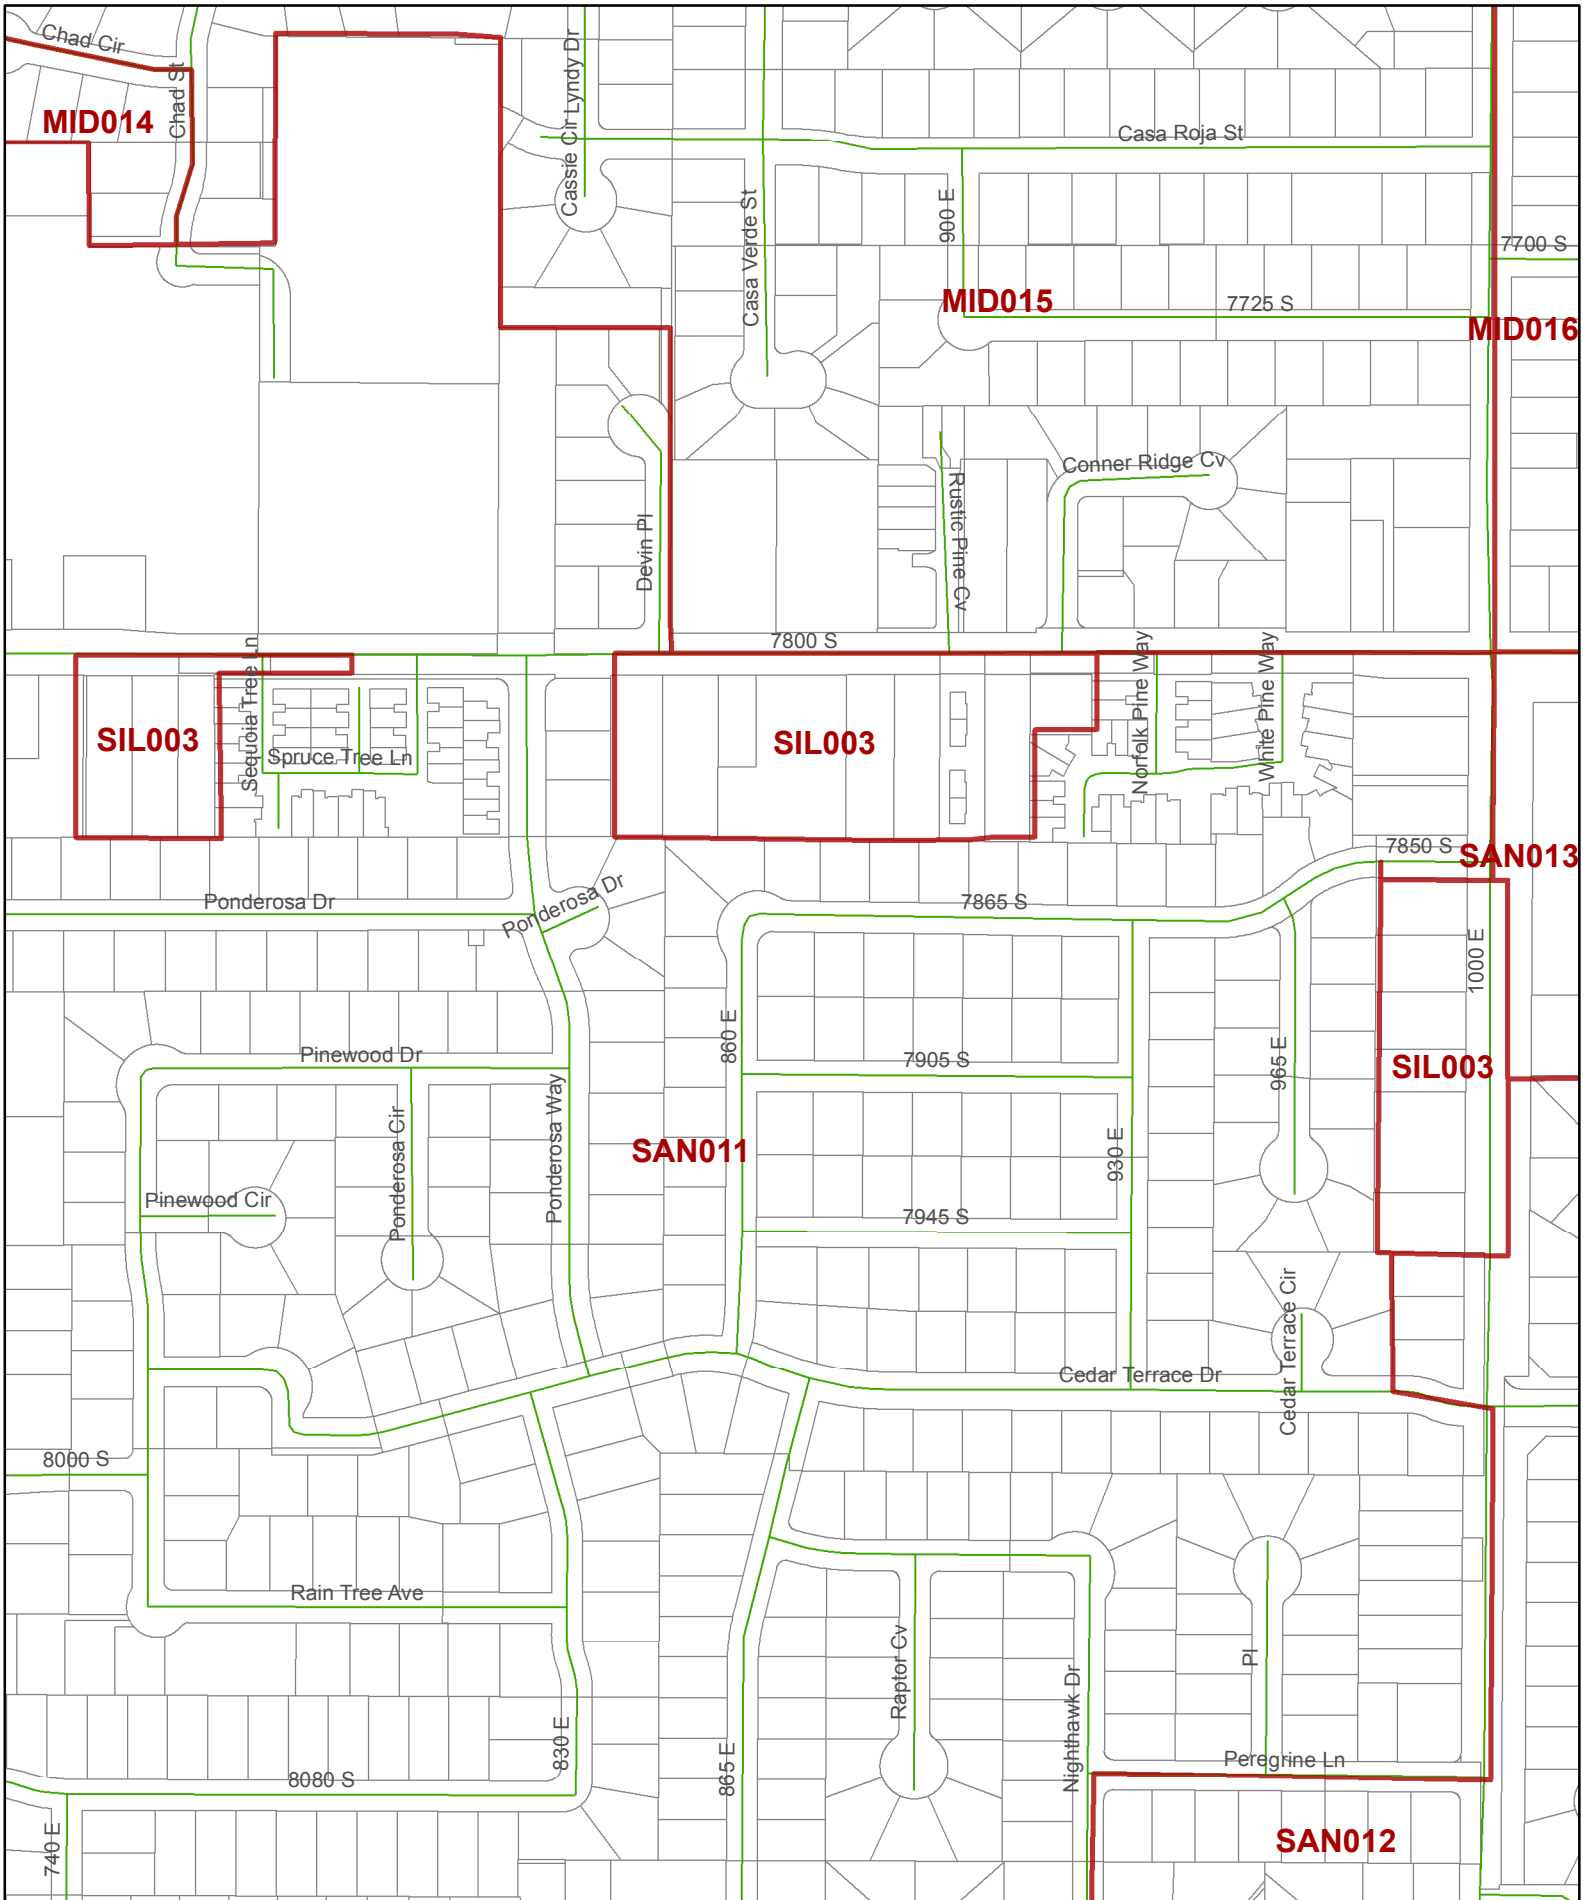 Chad Cir
Chad St
MID014
Cassie Cir
Lyndy Dr
Casa Roja St
Casa Verde St
900 E
7700 S
MID015
7725 S
MID016
Conner Ridge Cv
Rustic Pine Cv
Devin Pl
7800 S
Sequoia Tree Ln
Norfolk Pine Way
White Pine Way
SIL003
SIL003
Spruce Tree Ln
7850 S
SAN013
Ponderosa Dr
Ponderosa Dr
7865 S
1000 E
860 E
Pinewood Dr
7905 S
965 E
SIL003
Ponderosa Cir
Ponderosa Way
SAN011
930 E
Pinewood Cir
7945 S
Cedar Terrace Cir
Cedar Terrace Dr
8000 S
Rain Tree Ave
Raptor Cv
Nighthawk Dr
Pl
830 E
865 E
Peregrine Ln
8080 S
740 E
SAN012